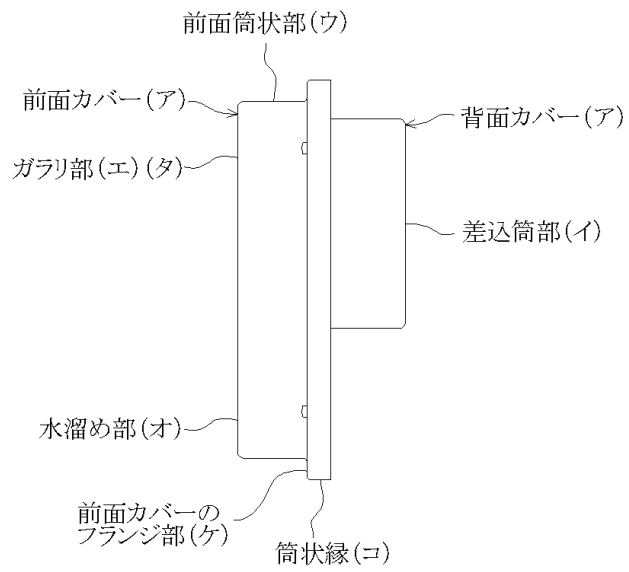 前面筒状部(ウ)
前面カバー(ア)
背面カバー(ア)
ガラリ部(エ)(タ)
差込筒部(イ)
水溜め部(オ)
前面カバーの
フランジ部(ケ)
筒状縁(コ)